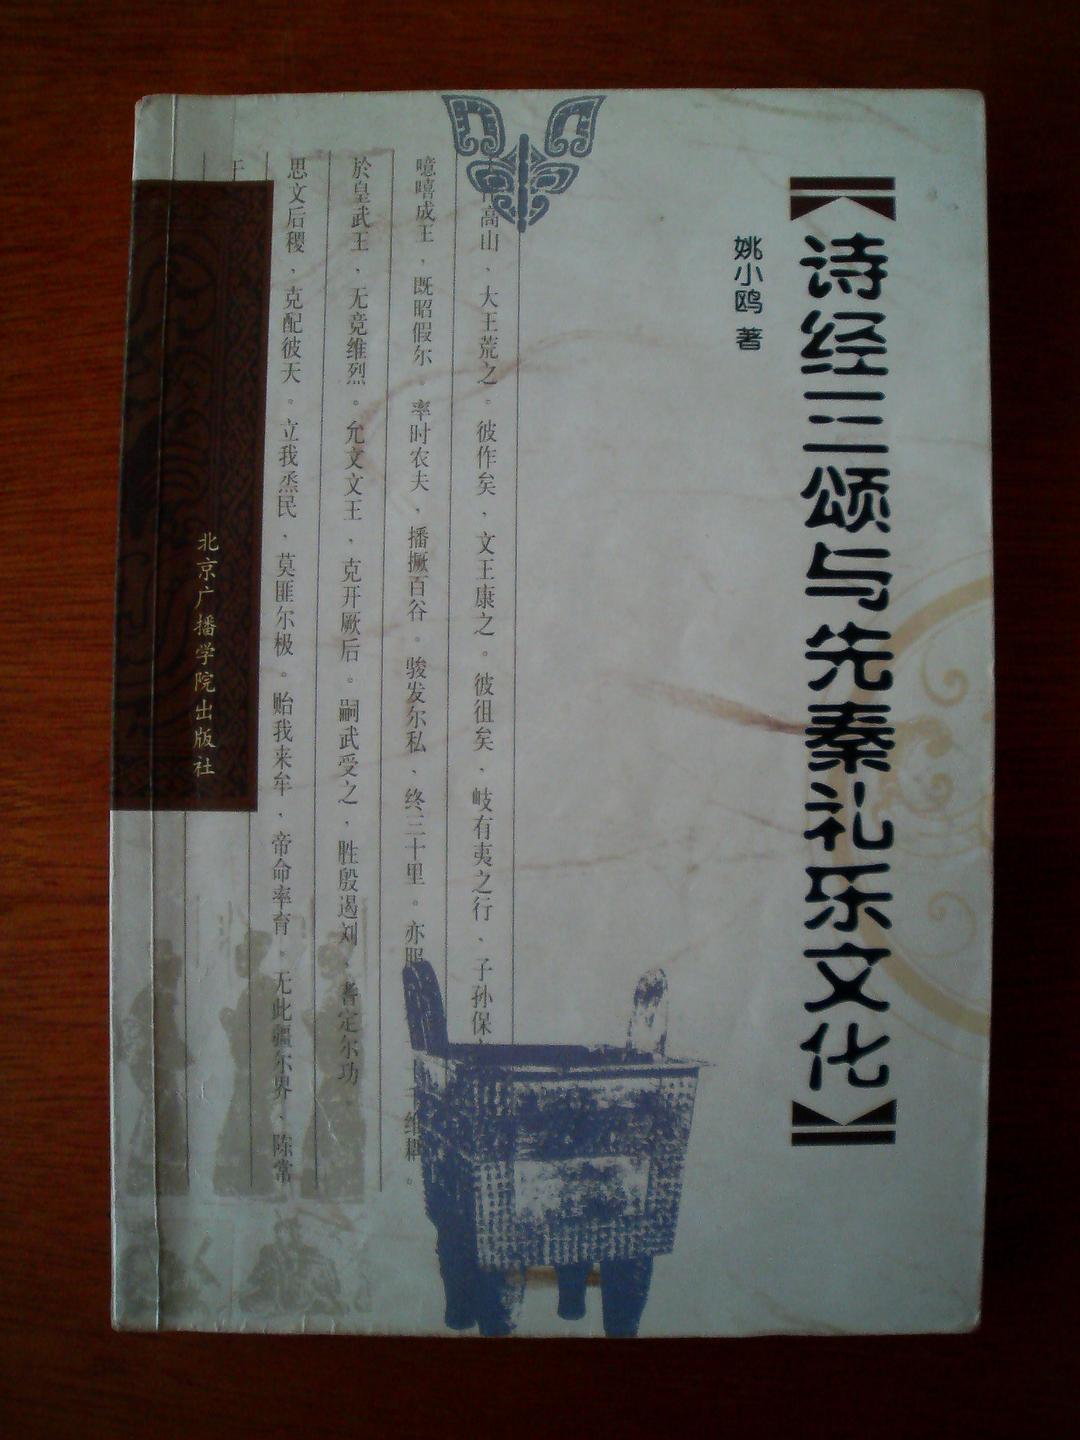 诗经三颂与先秦礼乐文化
姚小鸥 著
高山、大王荒之。彼作矣、文王康之。彼徂矣、岐有夷之行、子孙保
噫嘻成王、既昭假尔。率时农夫、播撅百谷。骏发尔私、终三十里。亦服 维耦。
於皇武王、无竞维烈。允文文王、克开厥后。嗣武受之、胜殷遏刘、耆定尔功。
思文后稷、克配彼天。立我烝民、莫匪尔极。贻我来牟、帝命率育。无此疆尔界、陈常
于
北京广播学院出版社